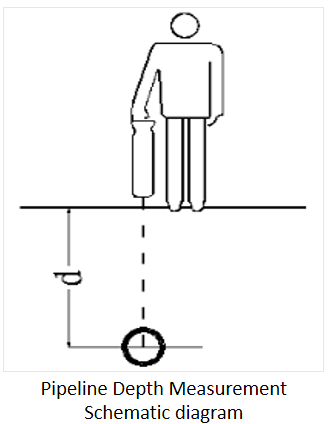 d
Pipeline Depth Measurement
Schematic diagram